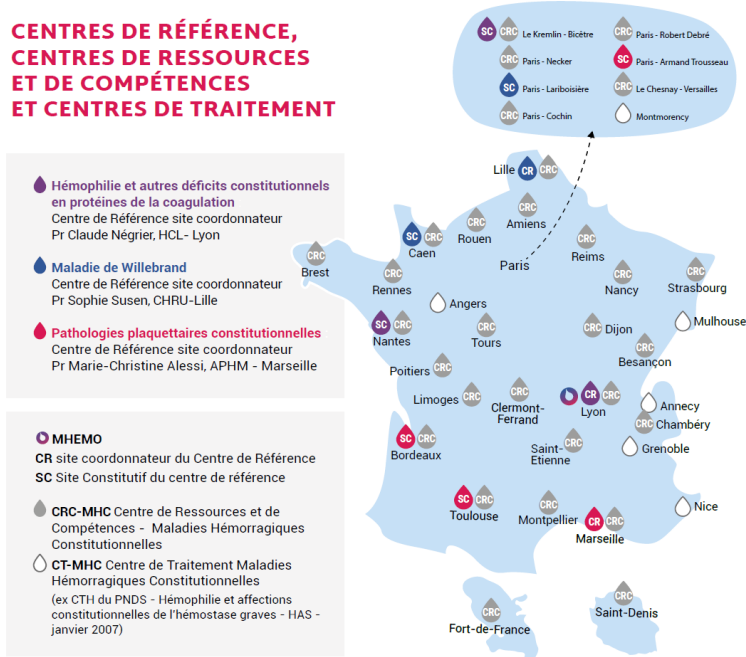 CENTRES DE RÉFÉRENCE,
CENTRES DE RESSOURCES
ET DE COMPÉTENCES
ET CENTRES DE TRAITEMENT
SC CRC Le Kremlin - Bicêtre
CRC Paris - Robert Debré
CRC Paris - Necker
SC Paris - Armand Trousseau
SC Paris - Lariboisière
CRC Le Chesnay - Versailles
CRC Paris - Cochin
Montmorency
Hémophilie et autres déficits constitutionnels
en protéines de la coagulation
Centre de Référence site coordonnateur
Pr Claude Négrier, HCL- Lyon
Maladie de Willebrand
Centre de Référence site coordonnateur
Pr Sophie Susen, CHRU-Lille
Pathologies plaquettaires constitutionnelles
Centre de Référence site coordonnateur
Pr Marie-Christine Alessi, APHM - Marseille
MHEMO
CR site coordonateur du Centre de Référence
SC Site Constitutif du centre de référence
CRC-MHC Centre de Ressources et de
Compétences - Maladies Hémorragiques
Constitutionnelles
CT-MHC Centre de Traitement Maladies
Hémorragiques Constitutionnelles
(ex CTH du PNDS - Hémophilie et affections
constitutionnelles de l'hémostase graves - HAS -
janvier 2007)
Lille CR CRC
CRC
Amiens
CRC
Rouen
SC CRC
Caen
CRC
Reims
Paris
CRC
Brest
CRC
Rennes
CRC
Nancy
CRC
Strasbourg
Angers
Mulhouse
SC CRC
Nantes
CRC
Tours
CRC Dijon
CRC
Besançon
Poitiers CRC
Limoges CRC
CRC
Clermont-
Ferrand
CR CRC
Lyon
Annecy
CRC Chambéry
Grenoble
SC CRC
Bordeaux
Saint-
Etienne
CRC
SC CRC
Toulouse
CRC
Montpellier
CR CRC
Marseille
Nice
CRC
Fort-de-France
CRC
Saint-Denis